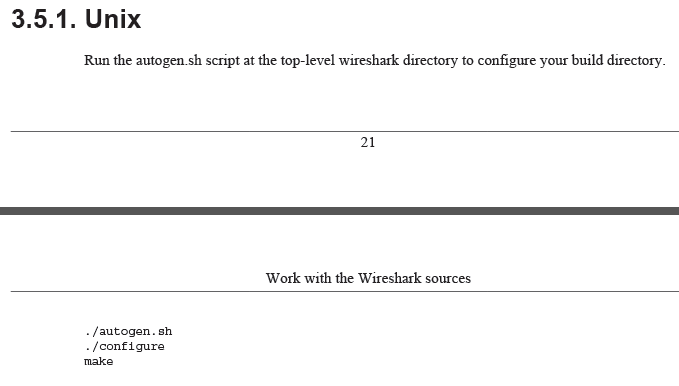 3.5.1. Unix
Run the autogen.sh script at the top-level wireshark directory to configure your build directory.
21
Work with the Wireshark sources
./autogen.sh
./configure
make